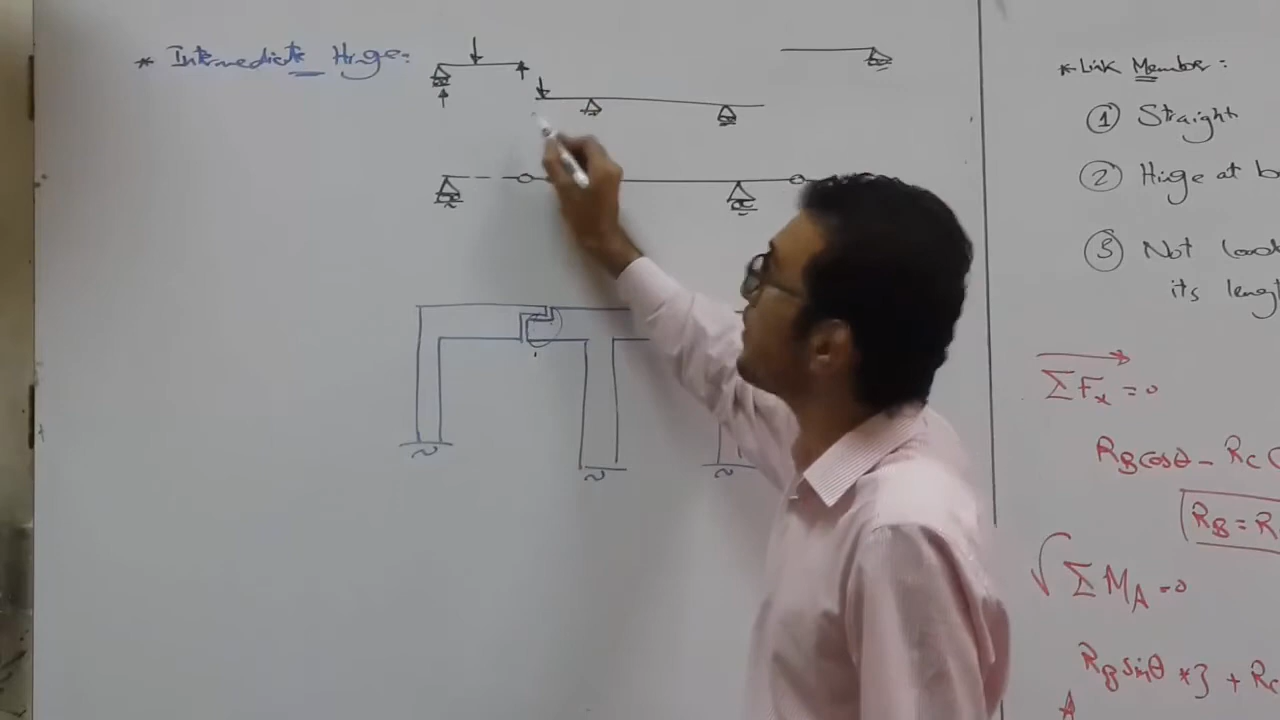 * Intermediate Hinge:
* Link Member:
① Straight
② Hinge at b
③ Not load
its leng
ΣFx = 0
RB cosθ - RC
RB = R
ΣMA = 0
RB sinθ * 3 + RC